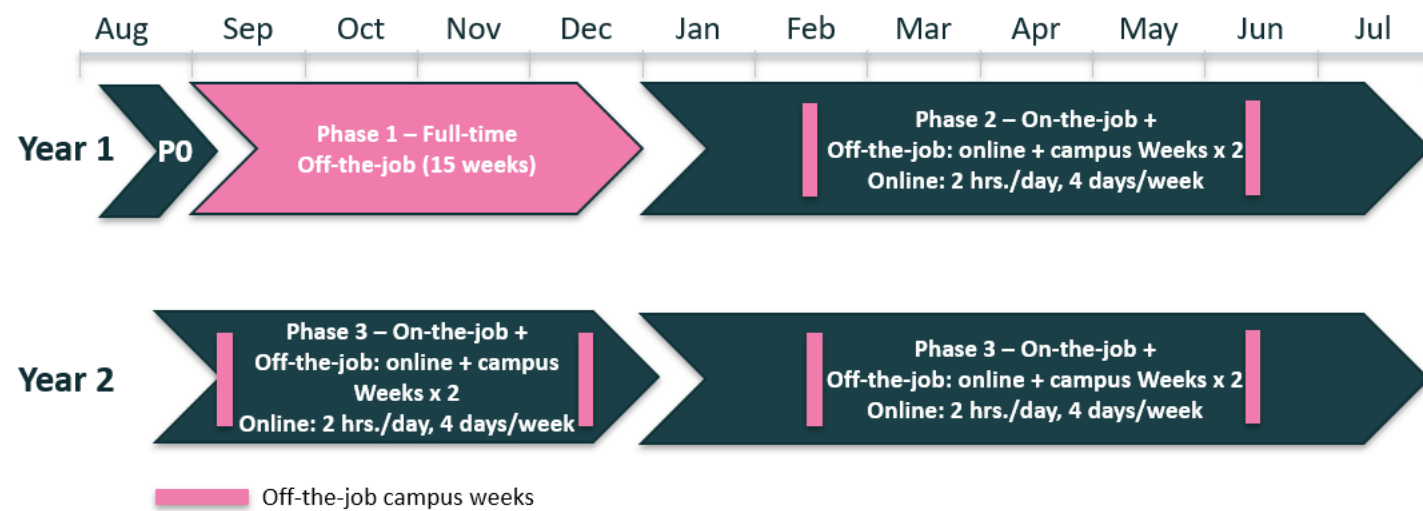 Aug Sep Oct Nov Dec Jan Feb Mar Apr May Jun Jul
Year 1
P0
Phase 1 – Full-time
Off-the-job (15 weeks)
Phase 2 – On-the-job +
Off-the-job: online + campus Weeks x 2
Online: 2 hrs./day, 4 days/week
Year 2
Phase 3 – On-the-job +
Off-the-job: online + campus
Weeks x 2
Online: 2 hrs./day, 4 days/week
Phase 3 – On-the-job +
Off-the-job: online + campus Weeks x 2
Online: 2 hrs./day, 4 days/week
Off-the-job campus weeks